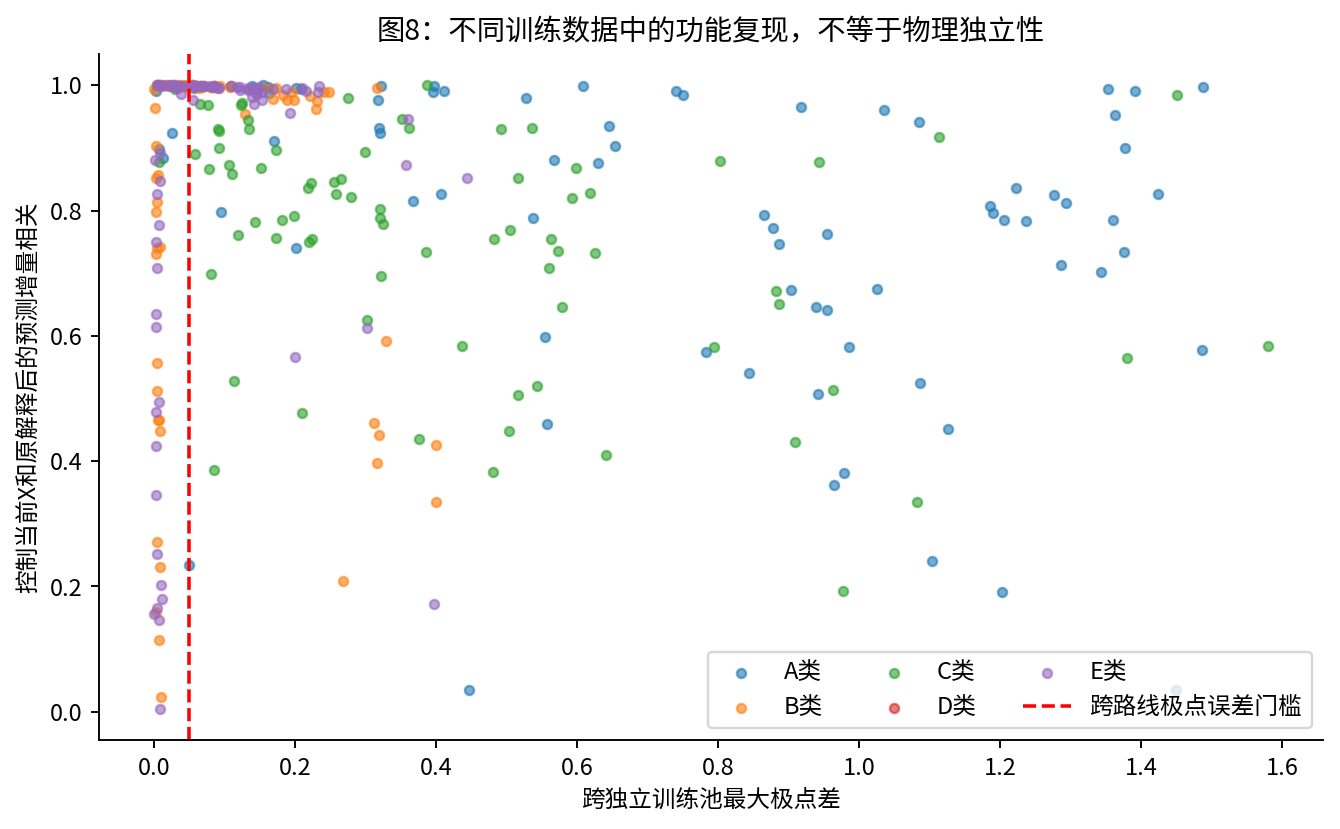 图8：不同训练数据中的功能复现，不等于物理独立性
控制当前X和原解释后的预测增量相关
1.0
0.8
0.6
0.4
0.2
0.0
0.0 0.2 0.4 0.6 0.8 1.0 1.2 1.4 1.6
跨独立训练池最大极点差
A类 C类 E类
B类 D类 跨路线极点误差门槛